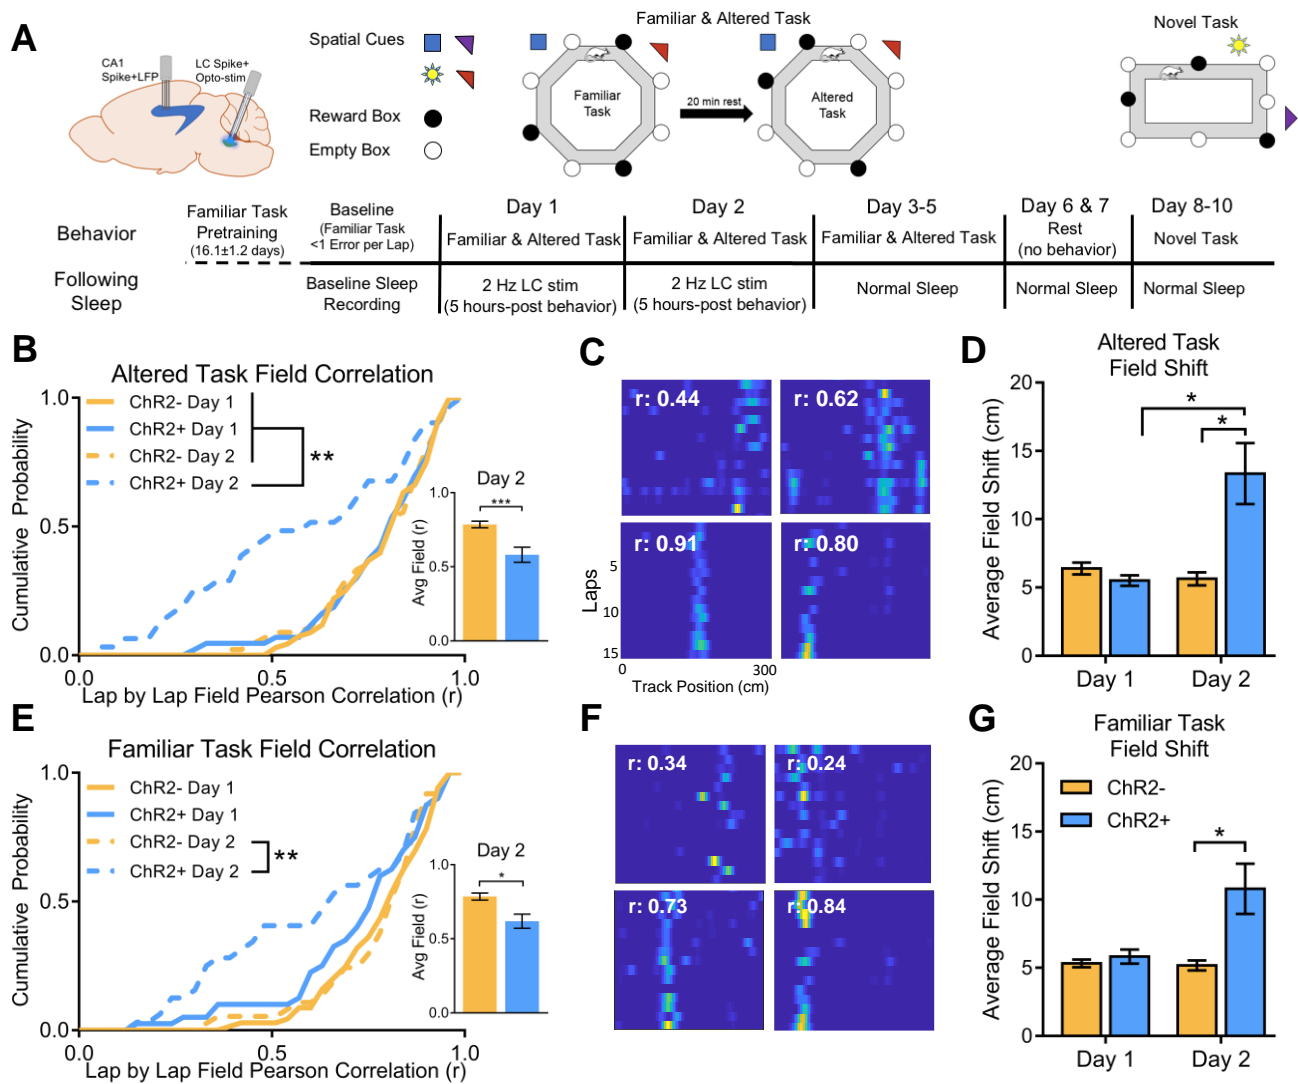 A
CA1
Spike+LFP
LC Spike+
Opto-stim
Spatial Cues
Reward Box
Empty Box
Familiar & Altered Task
Familiar
Task
20 min rest
Altered
Task
Novel Task
Behavior
Following
Sleep
Familiar Task
Pretraining
(16.1±1.2 days)
Baseline
(Familiar Task
<1 Error per Lap)
Baseline Sleep
Recording
Day 1
Familiar & Altered Task
2 Hz LC stim
(5 hours-post behavior)
Day 2
Familiar & Altered Task
2 Hz LC stim
(5 hours-post behavior)
Day 3-5
Familiar & Altered Task
Normal Sleep
Day 6 & 7
Rest
(no behavior)
Normal Sleep
Day 8-10
Novel Task
Normal Sleep
B
Altered Task Field Correlation
ChR2- Day 1
ChR2+ Day 1
ChR2- Day 2
ChR2+ Day 2
**
Cumulative Probability
1.0
0.5
0.0
0.0
0.5
1.0
Lap by Lap Field Pearson Correlation (r)
Day 2
***
Avg Field (r)
1.0
0.5
0.0
C
r: 0.44
r: 0.62
r: 0.91
r: 0.80
Laps
5
10
15
0
300
Track Position (cm)
D
Altered Task
Field Shift
Average Field Shift (cm)
20
15
10
5
0
*
*
Day 1
Day 2
E
Familiar Task Field Correlation
ChR2- Day 1
ChR2+ Day 1
ChR2- Day 2
ChR2+ Day 2
**
Cumulative Probability
1.0
0.5
0.0
0.0
0.5
1.0
Lap by Lap Field Pearson Correlation (r)
Day 2
*
Avg Field (r)
1.0
0.5
0.0
F
r: 0.34
r: 0.24
r: 0.73
r: 0.84
G
Familiar Task
Field Shift
ChR2-
ChR2+
Average Field Shift (cm)
20
15
10
5
0
*
Day 1
Day 2